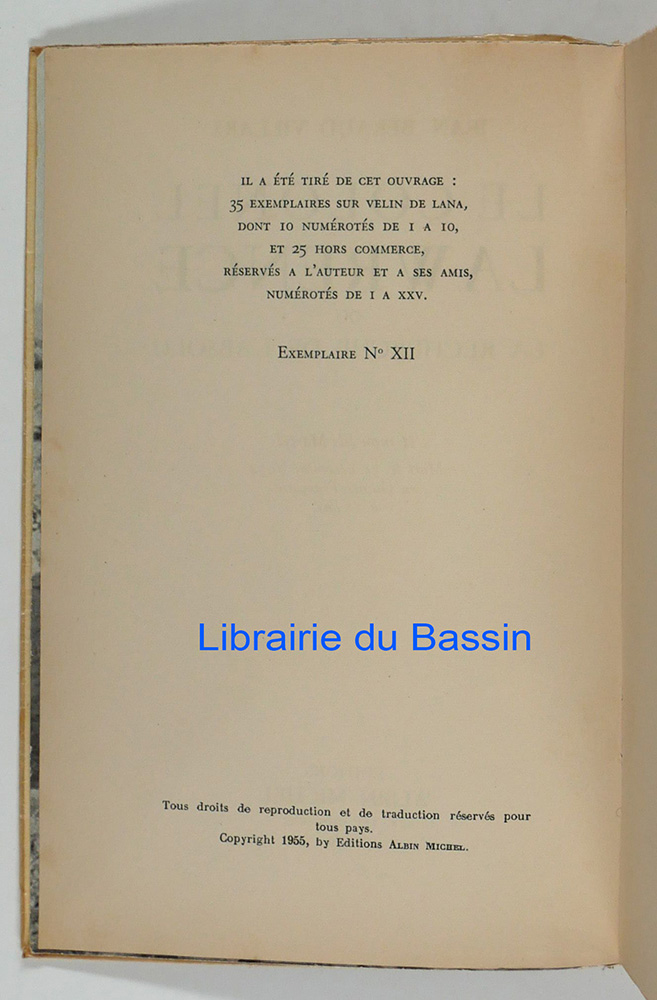 IL A ÉTÉ TIRÉ DE CET OUVRAGE :
35 EXEMPLAIRES SUR VELIN DE LANA,
DONT 10 NUMÉROTÉS DE 1 A 10,
ET 25 HORS COMMERCE,
RÉSERVÉS A L'AUTEUR ET A SES AMIS,
NUMÉROTÉS DE I A XXV.
EXEMPLAIRE No XII
Librairie du Bassin
Tous droits de reproduction et de traduction réservés pour
tous pays.
Copyright 1955, by Editions ALBIN MICHEL.